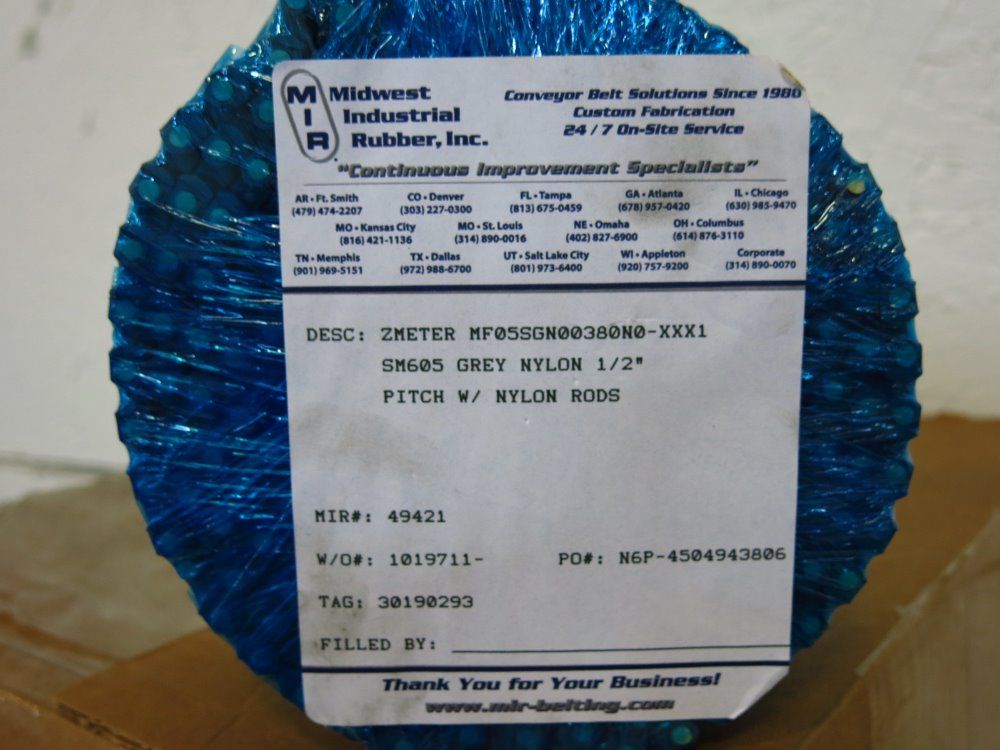 MIR
Midwest
Industrial
Rubber, Inc.
Conveyor Belt Solutions Since 1980
Custom Fabrication
24 / 7 On-Site Service
"Continuous Improvement Specialists"
AR • Ft. Smith CO • Denver FL • Tampa GA • Atlanta IL • Chicago
(479) 474-2207 (303) 227-0300 (813) 675-0459 (678) 957-0420 (630) 985-9470
MO • Kansas City MO • St. Louis NE • Omaha OH • Columbus
(816) 421-1136 (314) 890-0016 (402) 827-6900 (614) 876-3110
TN • Memphis TX • Dallas UT • Salt Lake City WI • Appleton Corporate
(901) 969-5151 (972) 988-6700 (801) 973-6400 (920) 757-9200 (314) 890-0070
DESC: ZMETER MF05SGN00380N0-XXX1
SM605 GREY NYLON 1/2"
PITCH W/ NYLON RODS
MIR#: 49421
W/O#: 1019711- PO#: N6P-4504943806
TAG: 30190293
FILLED BY:
Thank You for Your Business!
www.mir-belting.com